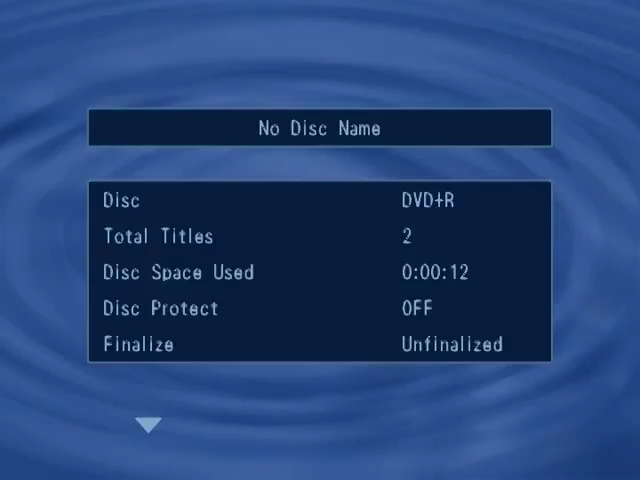 No Disc Name
Disc DVD+R
Total Titles 2
Disc Space Used 0:00:12
Disc Protect OFF
Finalize Unfinalized